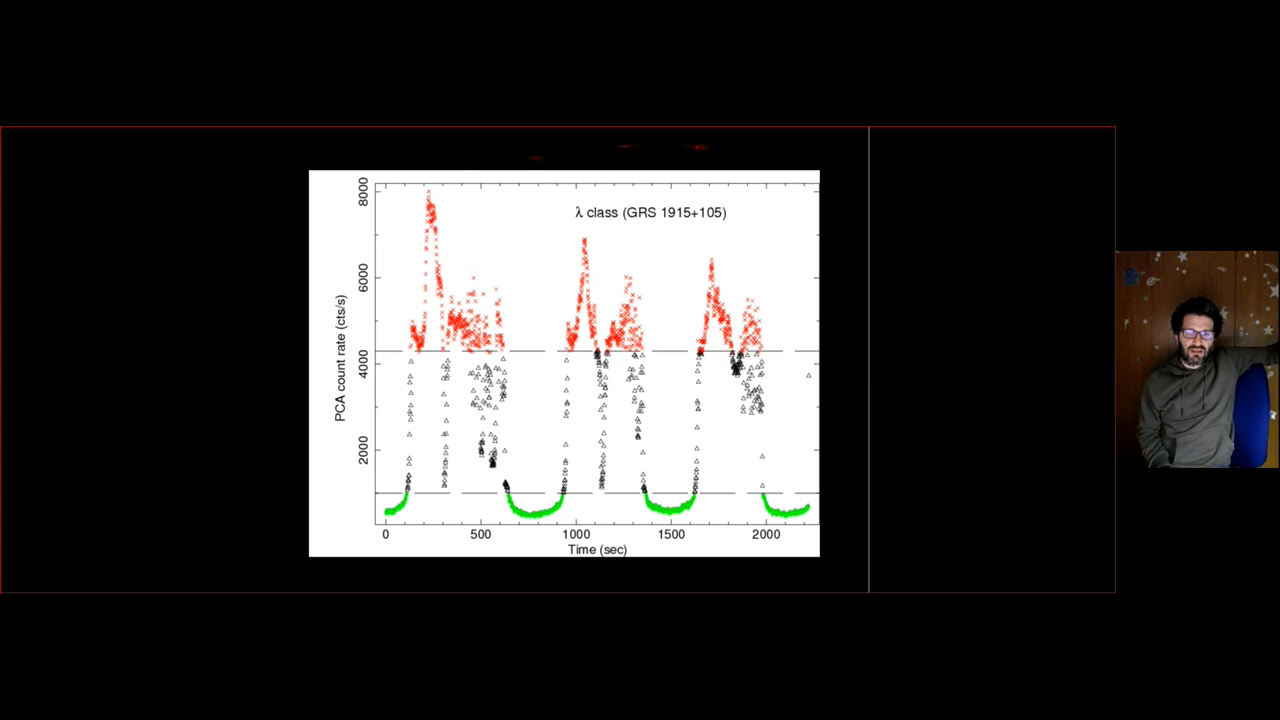 λ class (GRS 1915+105)
PCA count rate (cts/s)
8000
6000
4000
2000
0 500 1000 1500 2000
Time (sec)